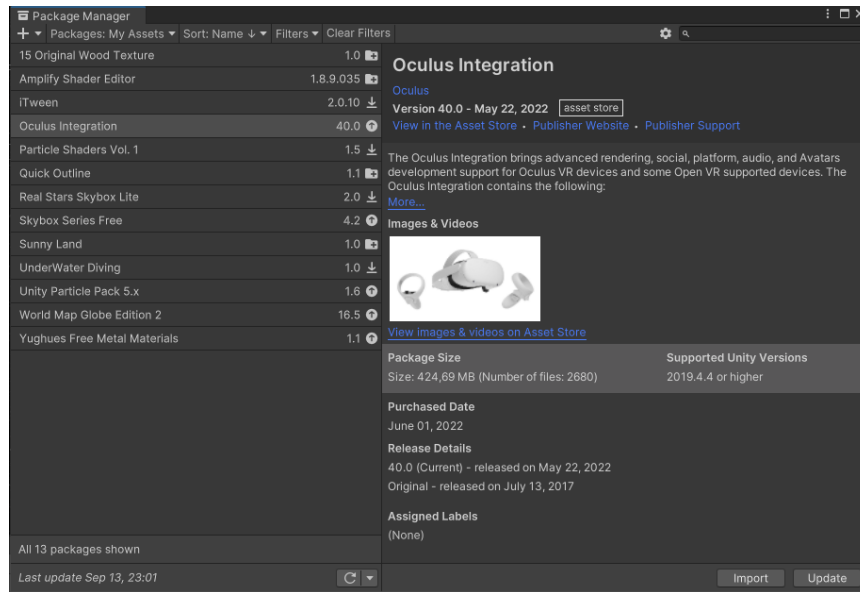 Package Manager
Packages: My Assets Sort: Name ↓ Filters Clear Filters
15 Original Wood Texture 1.0
Amplify Shader Editor 1.8.9.035
iTween 2.0.10
Oculus Integration 40.0
Particle Shaders Vol. 1 1.5
Quick Outline 1.1
Real Stars Skybox Lite 2.0
Skybox Series Free 4.2
Sunny Land 1.0
UnderWater Diving 1.0
Unity Particle Pack 5.x 1.6
World Map Globe Edition 2 16.5
Yughues Free Metal Materials 1.1
All 13 packages shown
Last update Sep 13, 23:01
Oculus Integration
Oculus
Version 40.0 - May 22, 2022 asset store
View in the Asset Store • Publisher Website • Publisher Support
The Oculus Integration brings advanced rendering, social, platform, audio, and Avatars
development support for Oculus VR devices and some Open VR supported devices. The
Oculus Integration contains the following:
More...
Images & Videos
View images & videos on Asset Store
Package Size Supported Unity Versions
Size: 424,69 MB (Number of files: 2680) 2019.4.4 or higher
Purchased Date
June 01, 2022
Release Details
40.0 (Current) - released on May 22, 2022
Original - released on July 13, 2017
Assigned Labels
(None)
Import Update